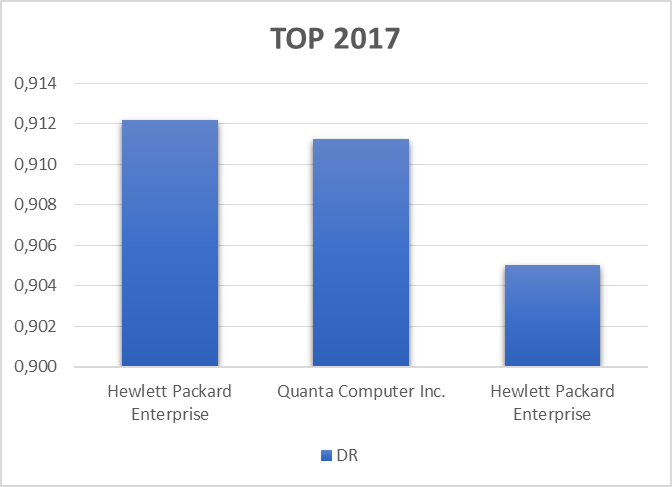 TOP 2017
0,914
0,912
0,910
0,908
0,906
0,904
0,902
0,900
Hewlett Packard
Enterprise
Quanta Computer Inc.
Hewlett Packard
Enterprise
DR